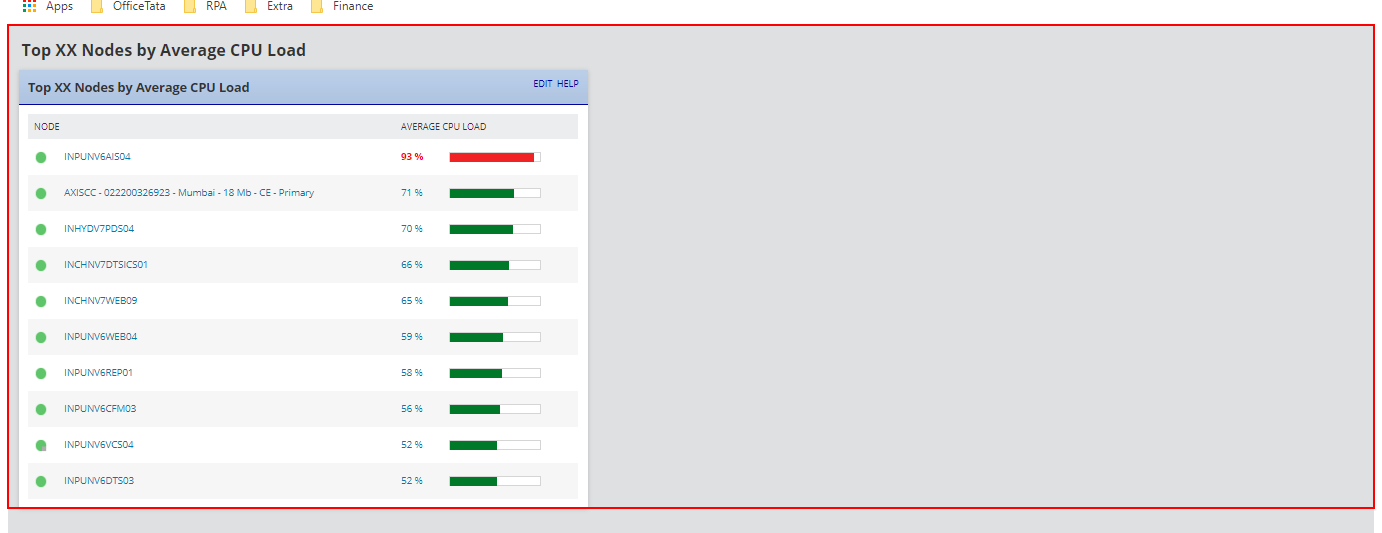 Apps OfficeTata RPA Extra Finance
Top XX Nodes by Average CPU Load
Top XX Nodes by Average CPU Load EDIT HELP
NODE AVERAGE CPU LOAD
INPUNV6AIS04 93 %
AXISCC - 022200326923 - Mumbai - 18 Mb - CE - Primary 71 %
INHYDV7PDS04 70 %
INCHNV7DTSICS01 66 %
INCHNV7WEB09 65 %
INPUNV6WEB04 59 %
INPUNV6REP01 58 %
INPUNV6CFM03 56 %
INPUNV6VCS04 52 %
INPUNV6DTS03 52 %